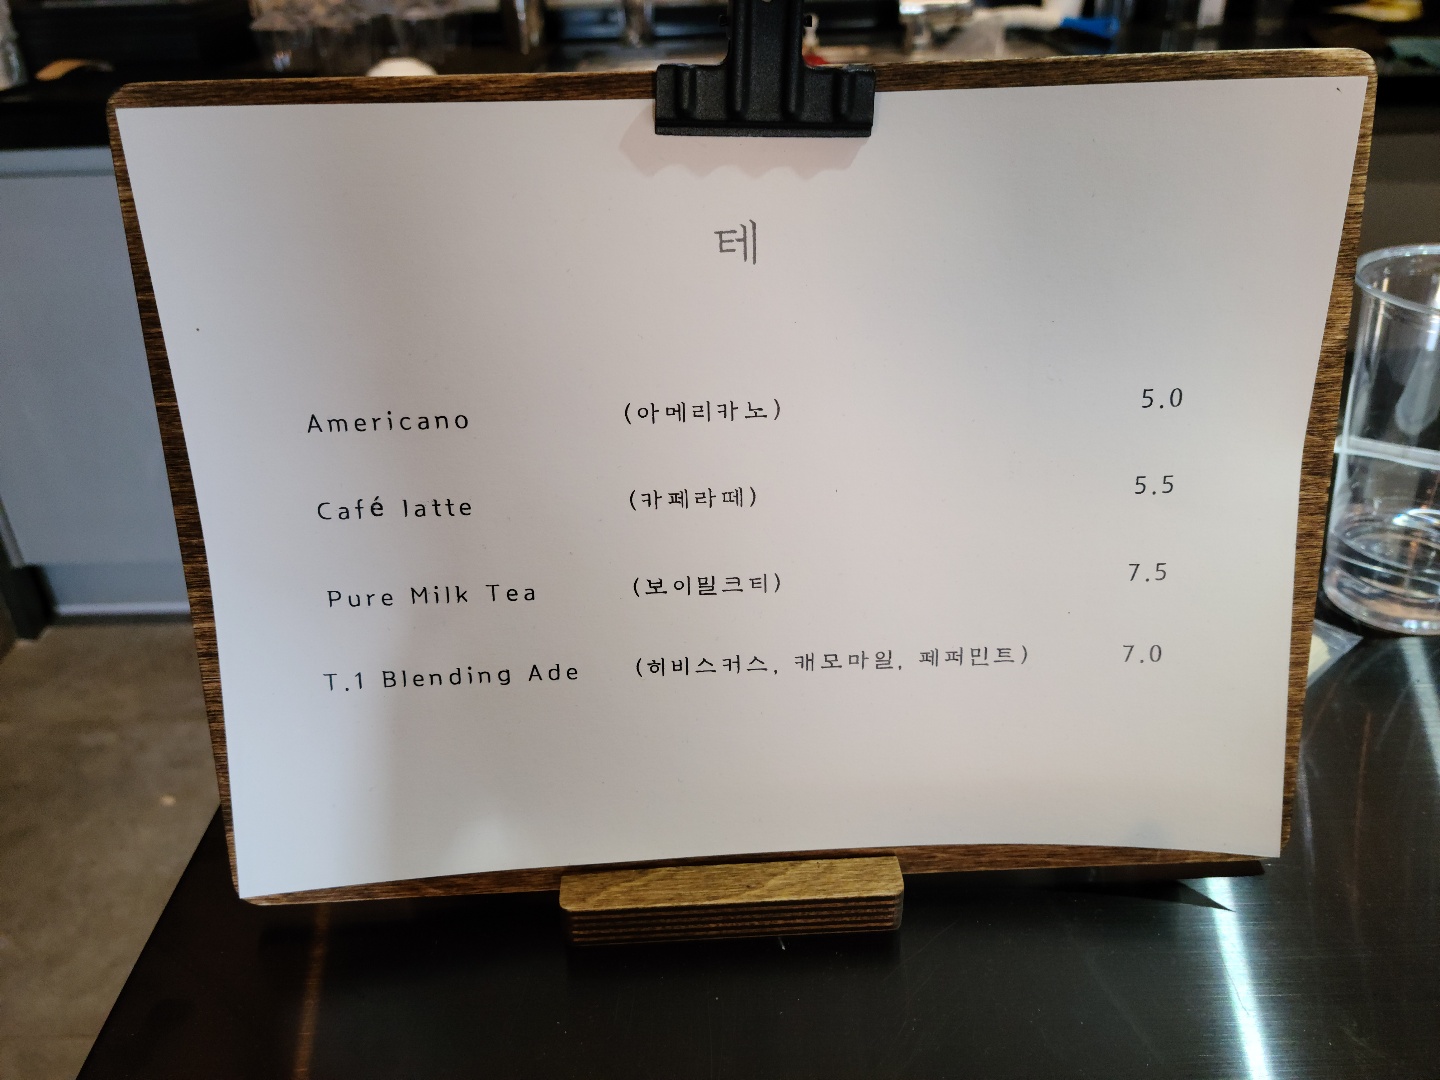 테
Americano (아메리카노) 5.0
Café latte (카페라떼) 5.5
Pure Milk Tea (보이밀크티) 7.5
T.1 Blending Ade (히비스커스, 캐모마일, 페퍼민트) 7.0